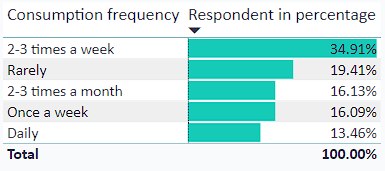 Consumption frequency Respondent in percentage
2-3 times a week 34.91%
Rarely 19.41%
2-3 times a month 16.13%
Once a week 16.09%
Daily 13.46%
Total 100.00%